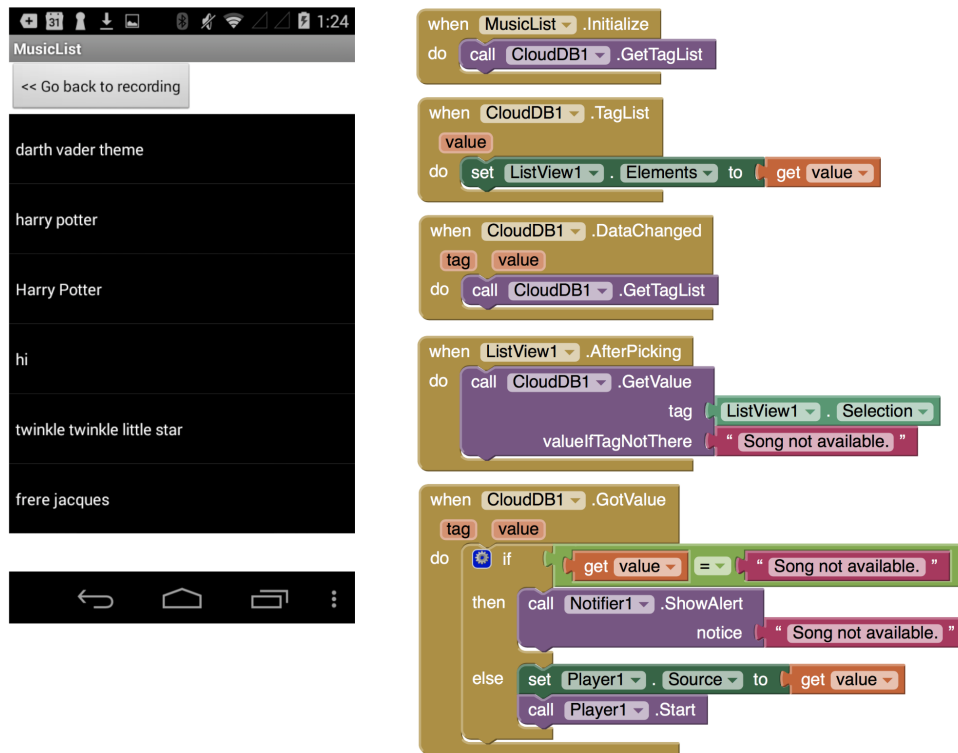 31 1:24
MusicList
<< Go back to recording
darth vader theme
harry potter
Harry Potter
hi
twinkle twinkle little star
frere jacques
when MusicList .Initialize
do call CloudDB1 .GetTagList
when CloudDB1 .TagList
value
do set ListView1 . Elements to get value
when CloudDB1 .DataChanged
tag value
do call CloudDB1 .GetTagList
when ListView1 .AfterPicking
do call CloudDB1 .GetValue
tag ListView1 . Selection
valueIfTagNotThere “ Song not available. ”
when CloudDB1 .GotValue
tag value
do if get value = “ Song not available. ”
then call Notifier1 .ShowAlert
notice “ Song not available. ”
else set Player1 . Source to get value
call Player1 .Start